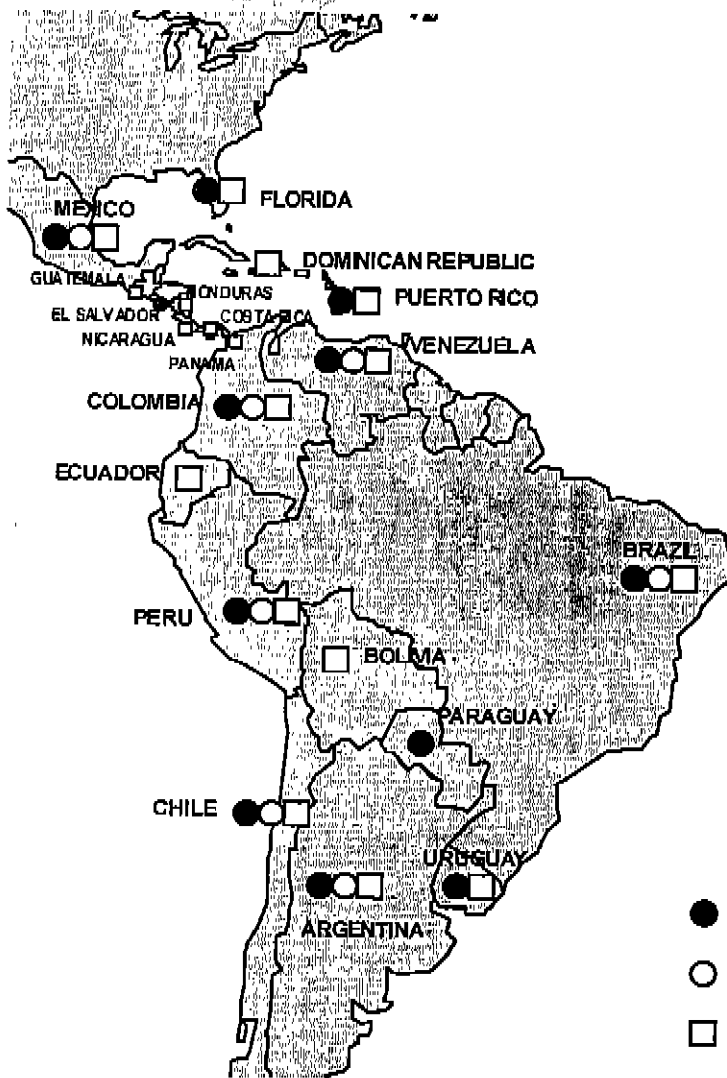 FLORIDA
MEXICO
DOMINICAN REPUBLIC
GUATEMALA
HONDURAS
PUERTO RICO
EL SALVADOR
COSTA RICA
NICARAGUA
VENEZUELA
PANAMA
COLOMBIA
ECUADOR
BRAZIL
PERU
BOLIVIA
PARAGUAY
CHILE
URUGUAY
ARGENTINA